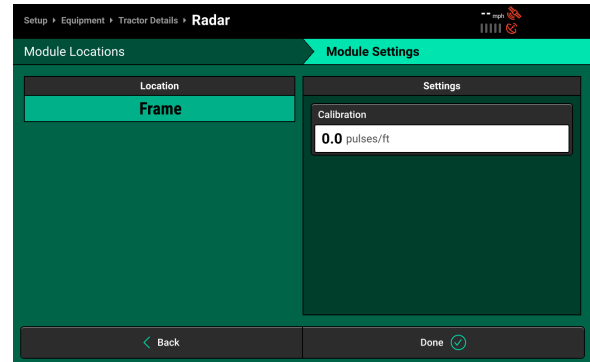 Setup ▸ Equipment ▸ Tractor Details ▸ Radar
-- mph
Module Locations
Module Settings
Location
Frame
Settings
Calibration
0.0 pulses/ft
Back
Done